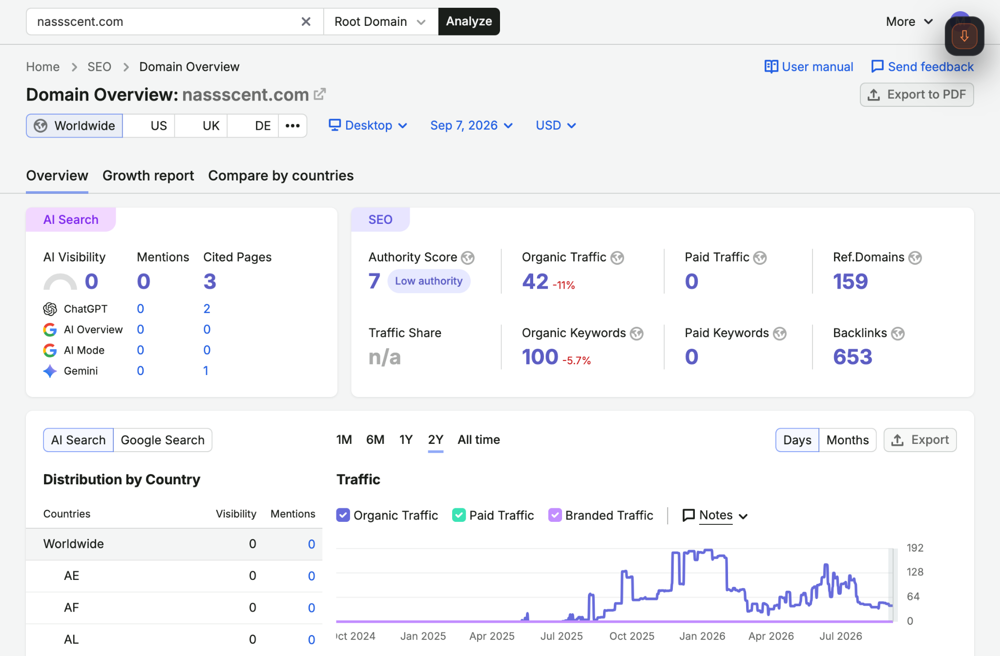 nassscent.com
Root Domain
Analyze
More
Home
SEO
Domain Overview
User manual
Send feedback
Domain Overview: nassscent.com
Export to PDF
Worldwide
US
UK
DE
Desktop
Sep 7, 2026
USD
Overview
Growth report
Compare by countries
AI Search
AI Visibility
Mentions
Cited Pages
0
0
3
ChatGPT
0
2
AI Overview
0
0
AI Mode
0
0
Gemini
0
1
SEO
Authority Score
7
Low authority
Organic Traffic
42 -11%
Paid Traffic
0
Ref.Domains
159
Traffic Share
n/a
Organic Keywords
100 -5.7%
Paid Keywords
0
Backlinks
653
AI Search
Google Search
Distribution by Country
Countries
Visibility
Mentions
Worldwide
0
0
AE
0
0
AF
0
0
AL
0
0
1M
6M
1Y
2Y
All time
Days
Months
Export
Traffic
Organic Traffic
Paid Traffic
Branded Traffic
Notes
192
128
64
0
2024
Jan 2025
Apr 2025
Jul 2025
Oct 2025
Jan 2026
Apr 2026
Jul 2026